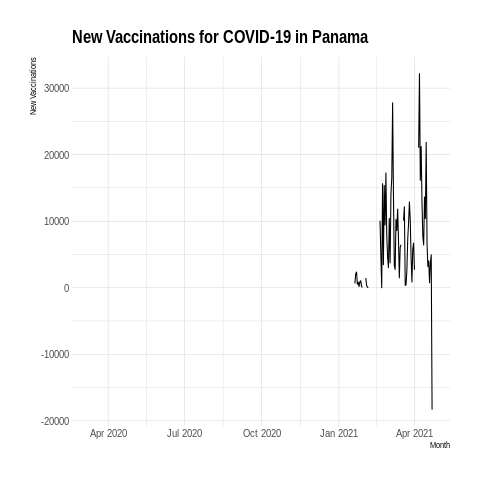 New Vaccinations for COVID-19 in Panama
New Vaccinations
30000
20000
10000
0
-10000
-20000
Apr 2020 Jul 2020 Oct 2020 Jan 2021 Apr 2021
Month